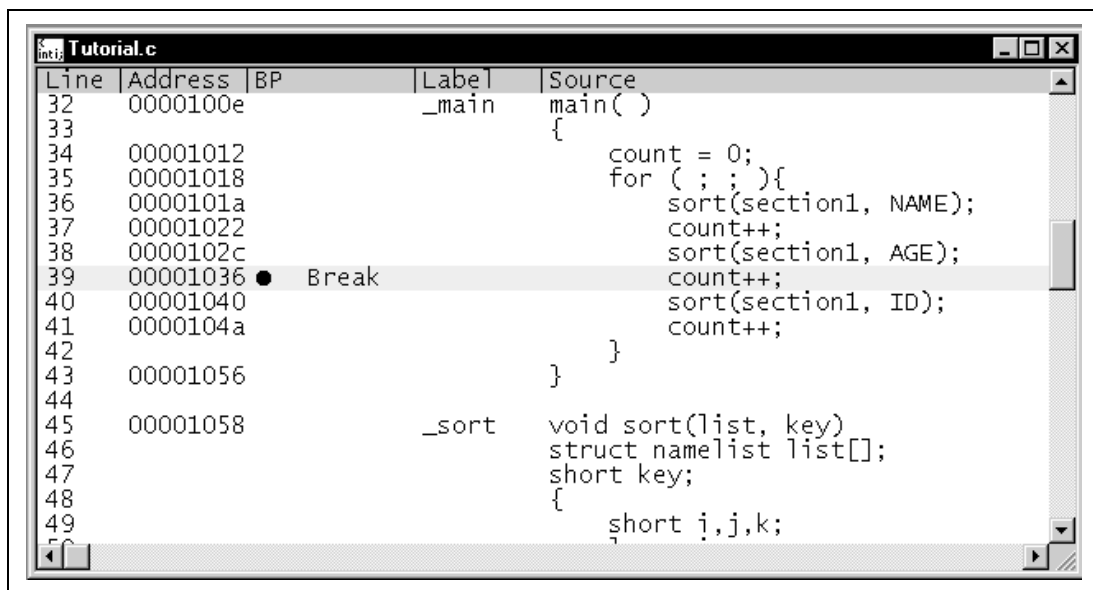 Tutorial.c
Line |Address |BP |Label |Source
32 0000100e _main main( )
33 {
34 00001012 count = 0;
35 00001018 for ( ; ; ){
36 0000101a sort(section1, NAME);
37 00001022 count++;
38 0000102c sort(section1, AGE);
39 00001036 ● Break count++;
40 00001040 sort(section1, ID);
41 0000104a count++;
42 }
43 00001056 }
44
45 00001058 _sort void sort(list, key)
46 struct namelist list[];
47 short key;
48 {
49 short i,j,k;